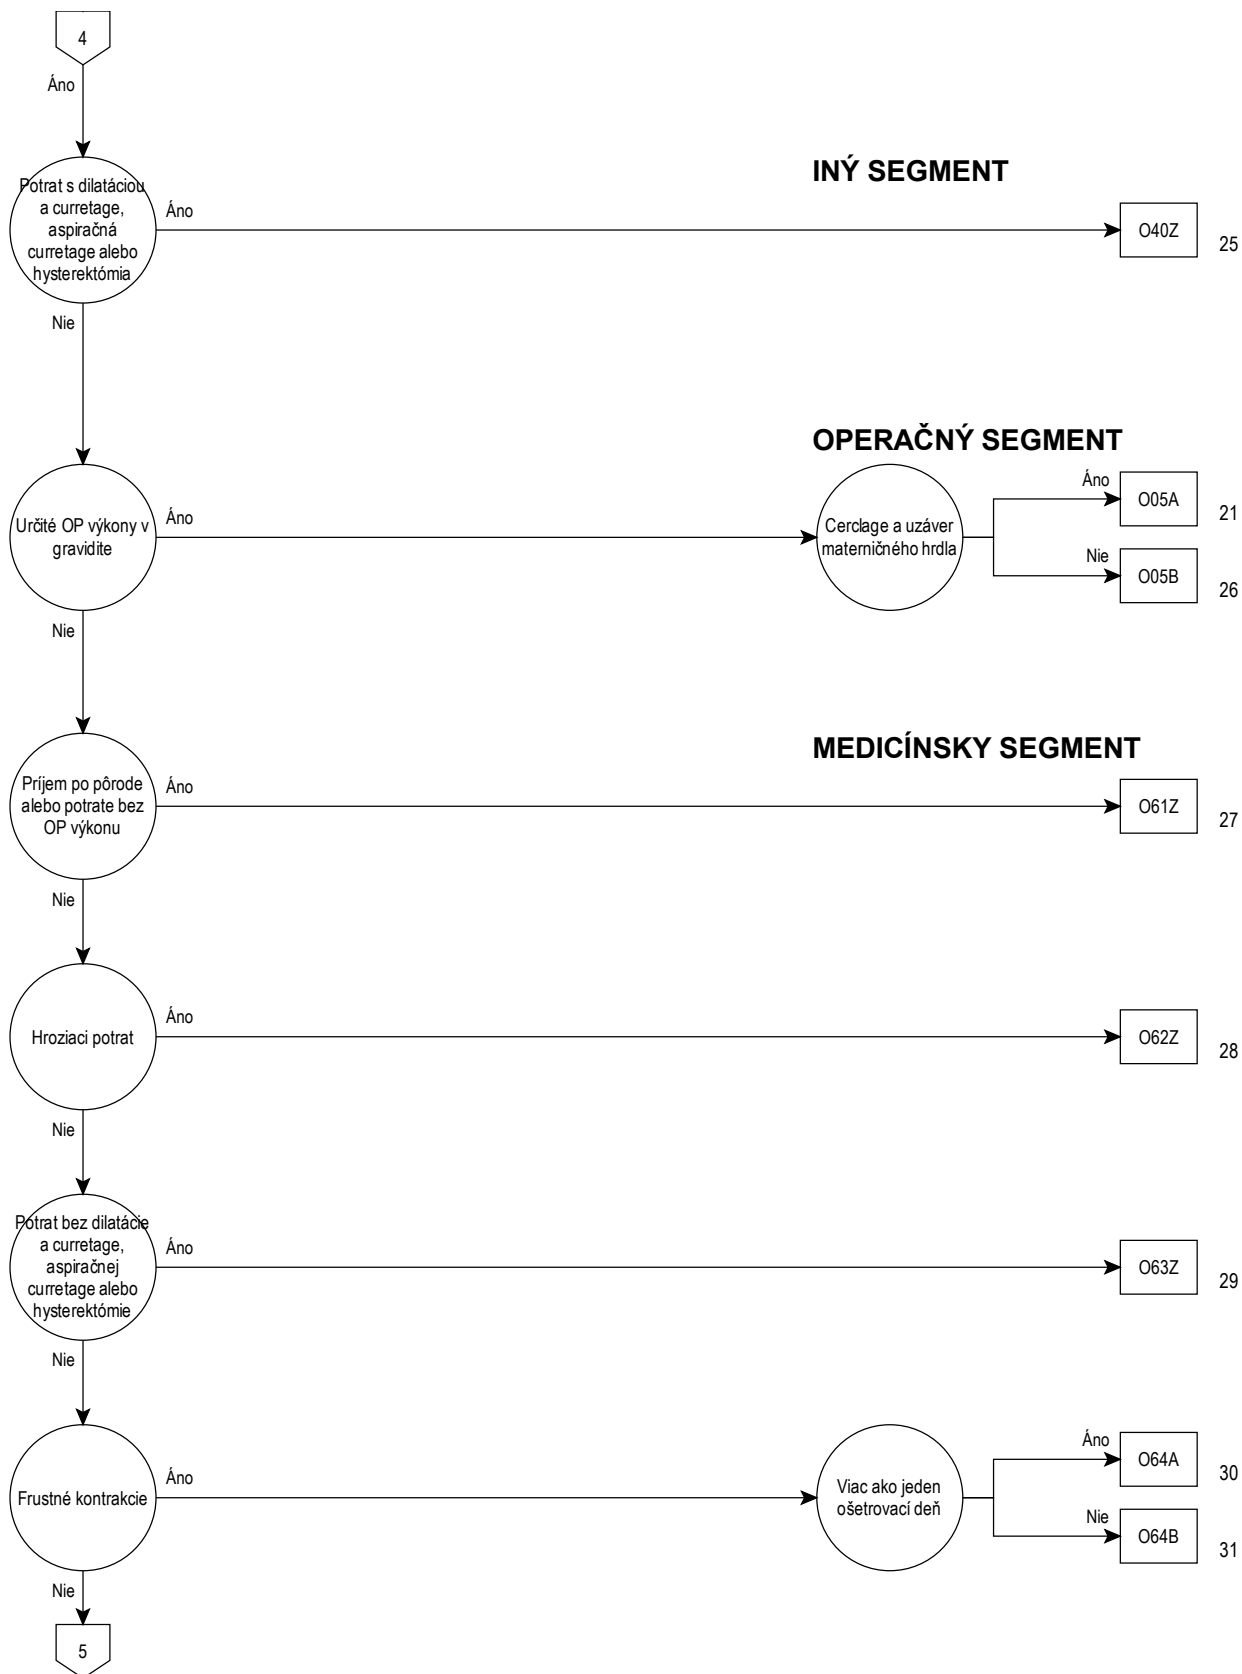 4
Áno
Potrat s dilatáciou
a curretage,
aspiračná
curretage alebo
hysterektómia
Áno
INÝ SEGMENT
O40Z
25
Nie
OPERAČNÝ SEGMENT
Určité OP výkony v
gravidite
Áno
Cerclage a uzáver
materničného hrdla
Áno
O05A
21
Nie
O05B
26
Nie
MEDICÍNSKY SEGMENT
Príjem po pôrode
alebo potrate bez
OP výkonu
Áno
O61Z
27
Nie
Hroziaci potrat
Áno
O62Z
28
Nie
Potrat bez dilatácie
a curretage,
aspiračnej
curretage alebo
hysterektómie
Áno
O63Z
29
Nie
Frustné kontrakcie
Áno
Viac ako jeden
ošetrovací deň
Áno
O64A
30
Nie
O64B
31
Nie
5